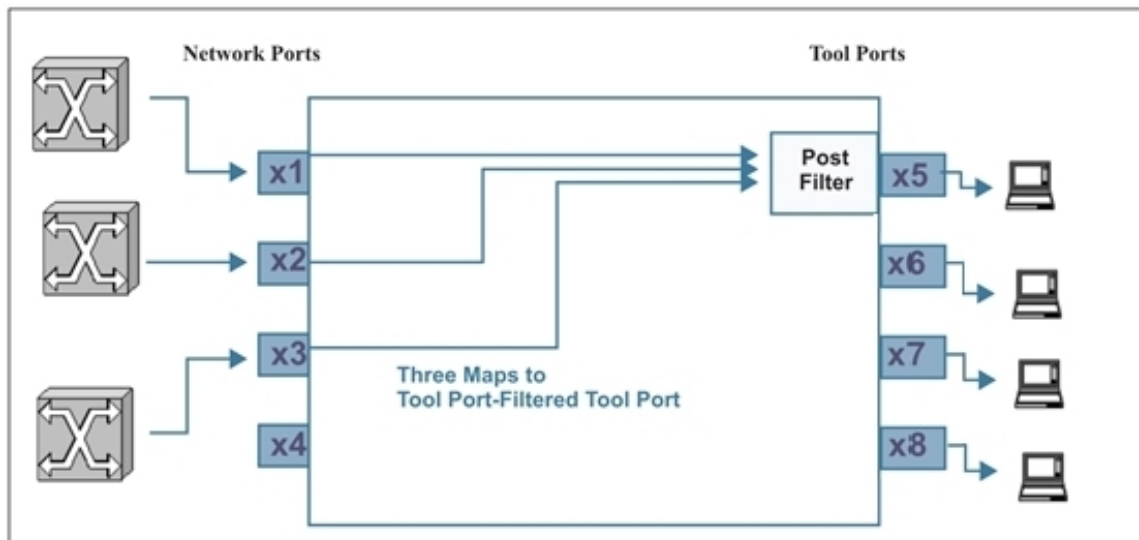 Network Ports
Tool Ports
x1
Post
Filter
x5
x2
x6
x3
x7
Three Maps to
Tool Port-Filtered Tool Port
x4
x8